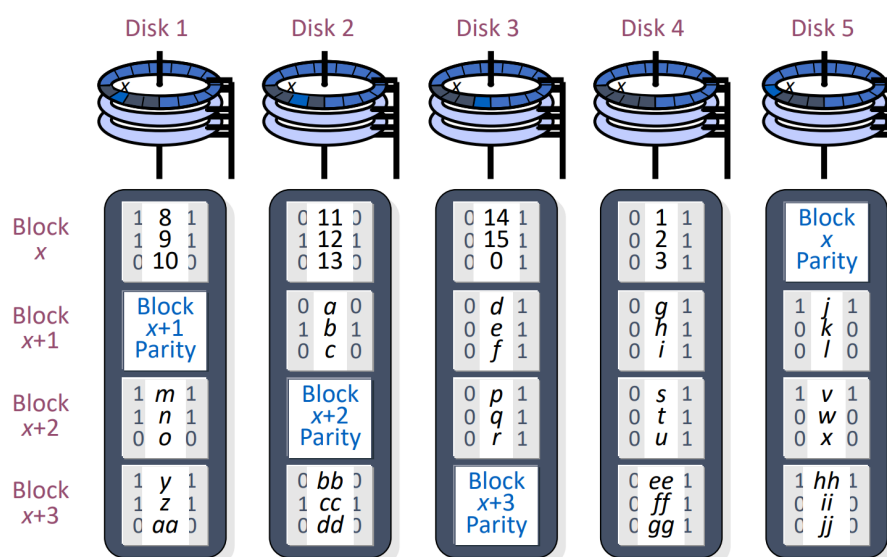 Disk 1 Disk 2 Disk 3 Disk 4 Disk 5
x x x x x
Block x
1 8 1 0 11 0 0 14 1 0 1 1 Block
1 9 1 1 12 1 0 15 1 0 2 1 x
0 10 0 0 13 0 0 0 1 0 3 1 Parity
Block x+1
Block 0 a 0 0 d 1 0 g 1 1 j 1
x+1 1 b 1 0 e 1 0 h 1 0 k 0
Parity 0 c 0 0 f 1 0 i 1 0 l 0
Block x+2
1 m 1 Block 0 p 1 0 s 1 1 v 1
1 n 1 x+2 0 q 1 0 t 1 0 w 0
0 o 0 Parity 0 r 1 0 u 1 0 x 0
Block x+3
1 y 1 0 bb 0 Block 0 ee 1 1 hh 1
1 z 1 1 cc 1 x+3 0 ff 1 0 ii 0
0 aa 0 0 dd 0 Parity 0 gg 1 0 jj 0